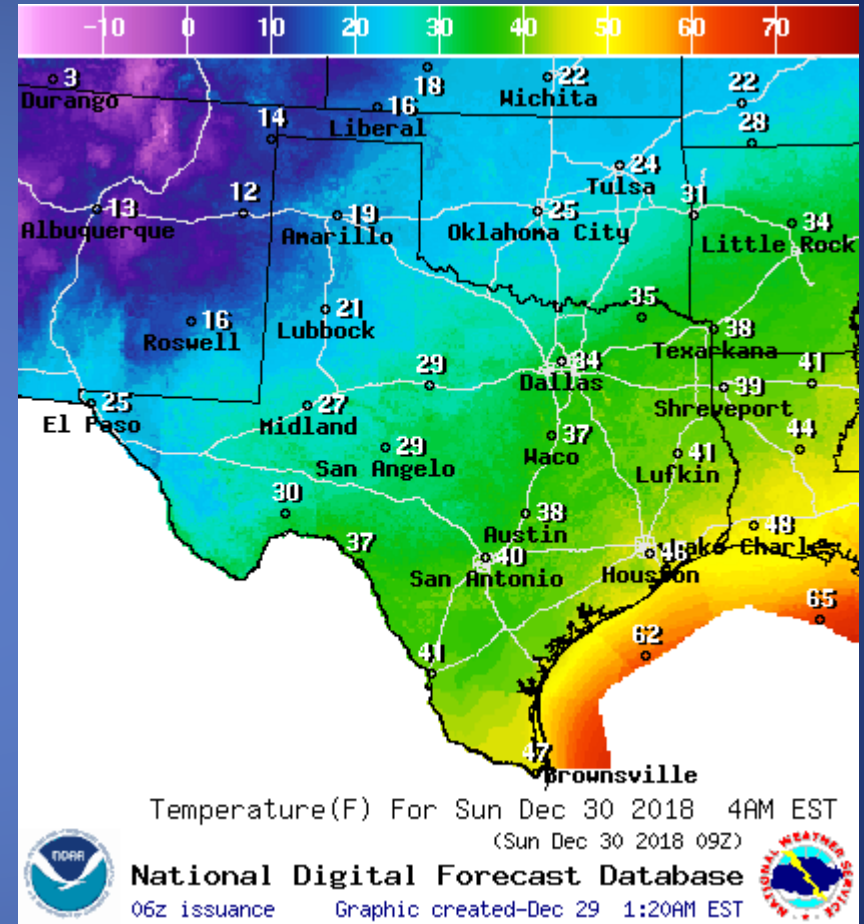 -10 0 10 20 30 40 50 60 70
3
Durango
18
22
Wichita
22
16
Liberal
14
28
24
Tulsa
13
Albuquerque
12
19
Amarillo
25
Oklahoma City
31
34
Little Rock
16
Roswell
21
Lubbock
35
38
Texarkana
34
Dallas
29
41
39
Shreveport
25
El Paso
27
Midland
37
Waco
44
29
San Angelo
41
Lufkin
30
38
Austin
48
Lake Charles
37
40
San Antonio
46
Houston
65
62
41
47
Brownsville
Temperature(F) For Sun Dec 30 2018 4AM EST
(Sun Dec 30 2018 09Z)
National Digital Forecast Database
06z issuance Graphic created-Dec 29 1:20AM EST
NOAA
NATIONAL WEATHER SERVICE